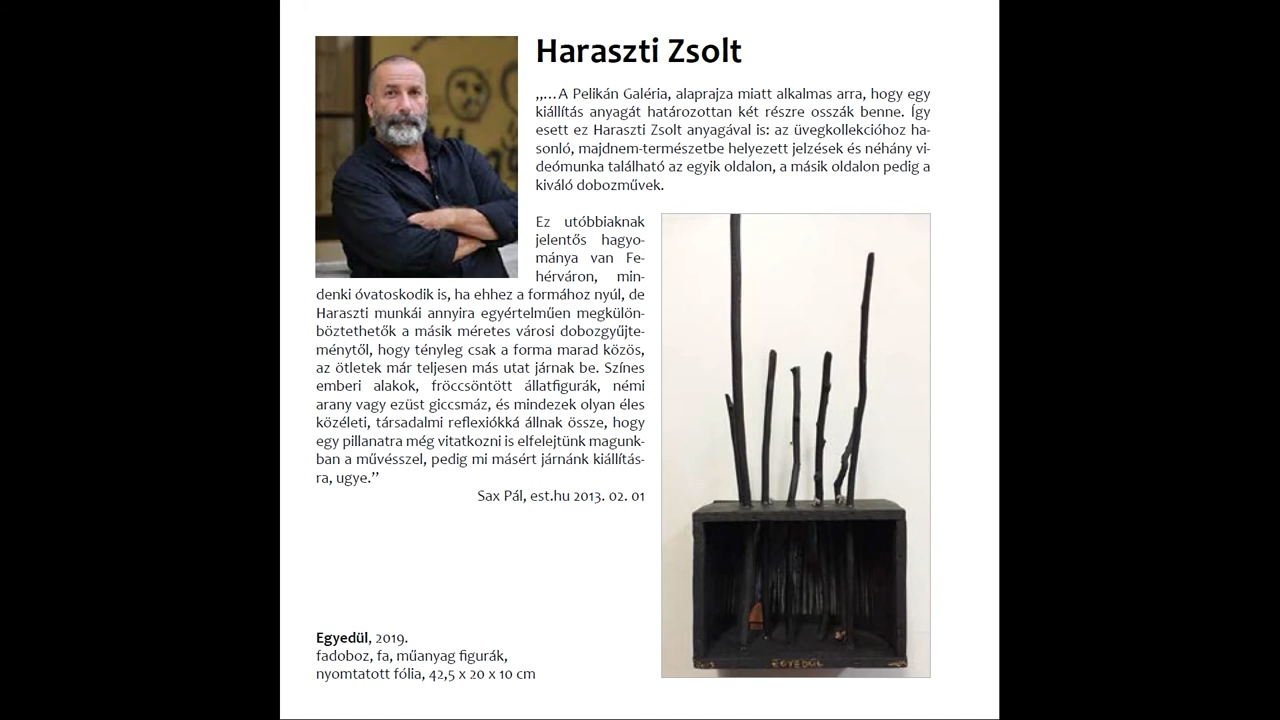 Haraszti Zsolt
„…A Pelikán Galéria, alaprajza miatt alkalmas arra, hogy egy
kiállítás anyagát határozottan két részre osszák benne. Így
esett ez Haraszti Zsolt anyagával is: az üvegkollekcióhoz ha-
sonló, majdnem-természetbe helyezett jelzések és néhány vi-
deómunka található az egyik oldalon, a másik oldalon pedig a
kiváló dobozművek.
Ez utóbbiaknak
jelentős hagyo-
mánya van Fe-
hérváron, min-
denki óvatoskodik is, ha ehhez a formához nyúl, de
Haraszti munkái annyira egyértelműen megkülön-
böztethetők a másik méretes városi dobozgyűjte-
ménytől, hogy tényleg csak a forma marad közös,
az ötletek már teljesen más utat járnak be. Színes
emberi alakok, fröccsöntött állatfigurák, némi
arany vagy ezüst giccsmáz, és mindezek olyan éles
közéleti, társadalmi reflexiókká állnak össze, hogy
egy pillanatra még vitatkozni is elfelejtünk magunk-
ban a művésszel, pedig mi másért járnánk kiállítás-
ra, ugye.”
Sax Pál, est.hu 2013. 02. 01
EGYEDÜL
Egyedül, 2019.
fadoboz, fa, műanyag figurák,
nyomtatott fólia, 42,5 x 20 x 10 cm